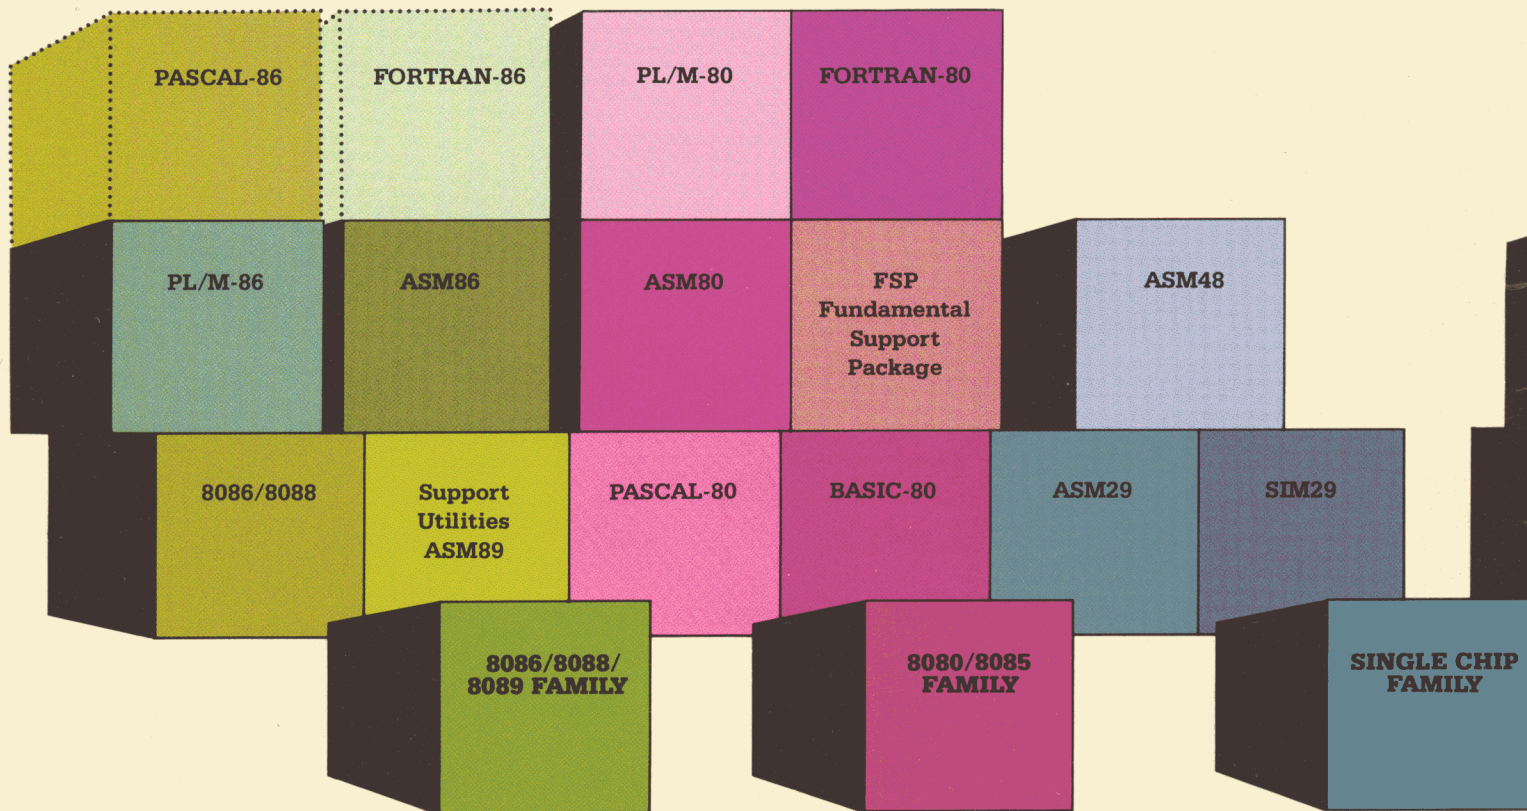 PASCAL-86
FORTRAN-86
PL/M-80
FORTRAN-80
PL/M-86
ASM86
ASM80
FSP
Fundamental
Support
Package
ASM48
8086/8088
Support
Utilities
ASM89
PASCAL-80
BASIC-80
ASM29
SIM29
8086/8088/
8089 FAMILY
8080/8085
FAMILY
SINGLE CHIP
FAMILY